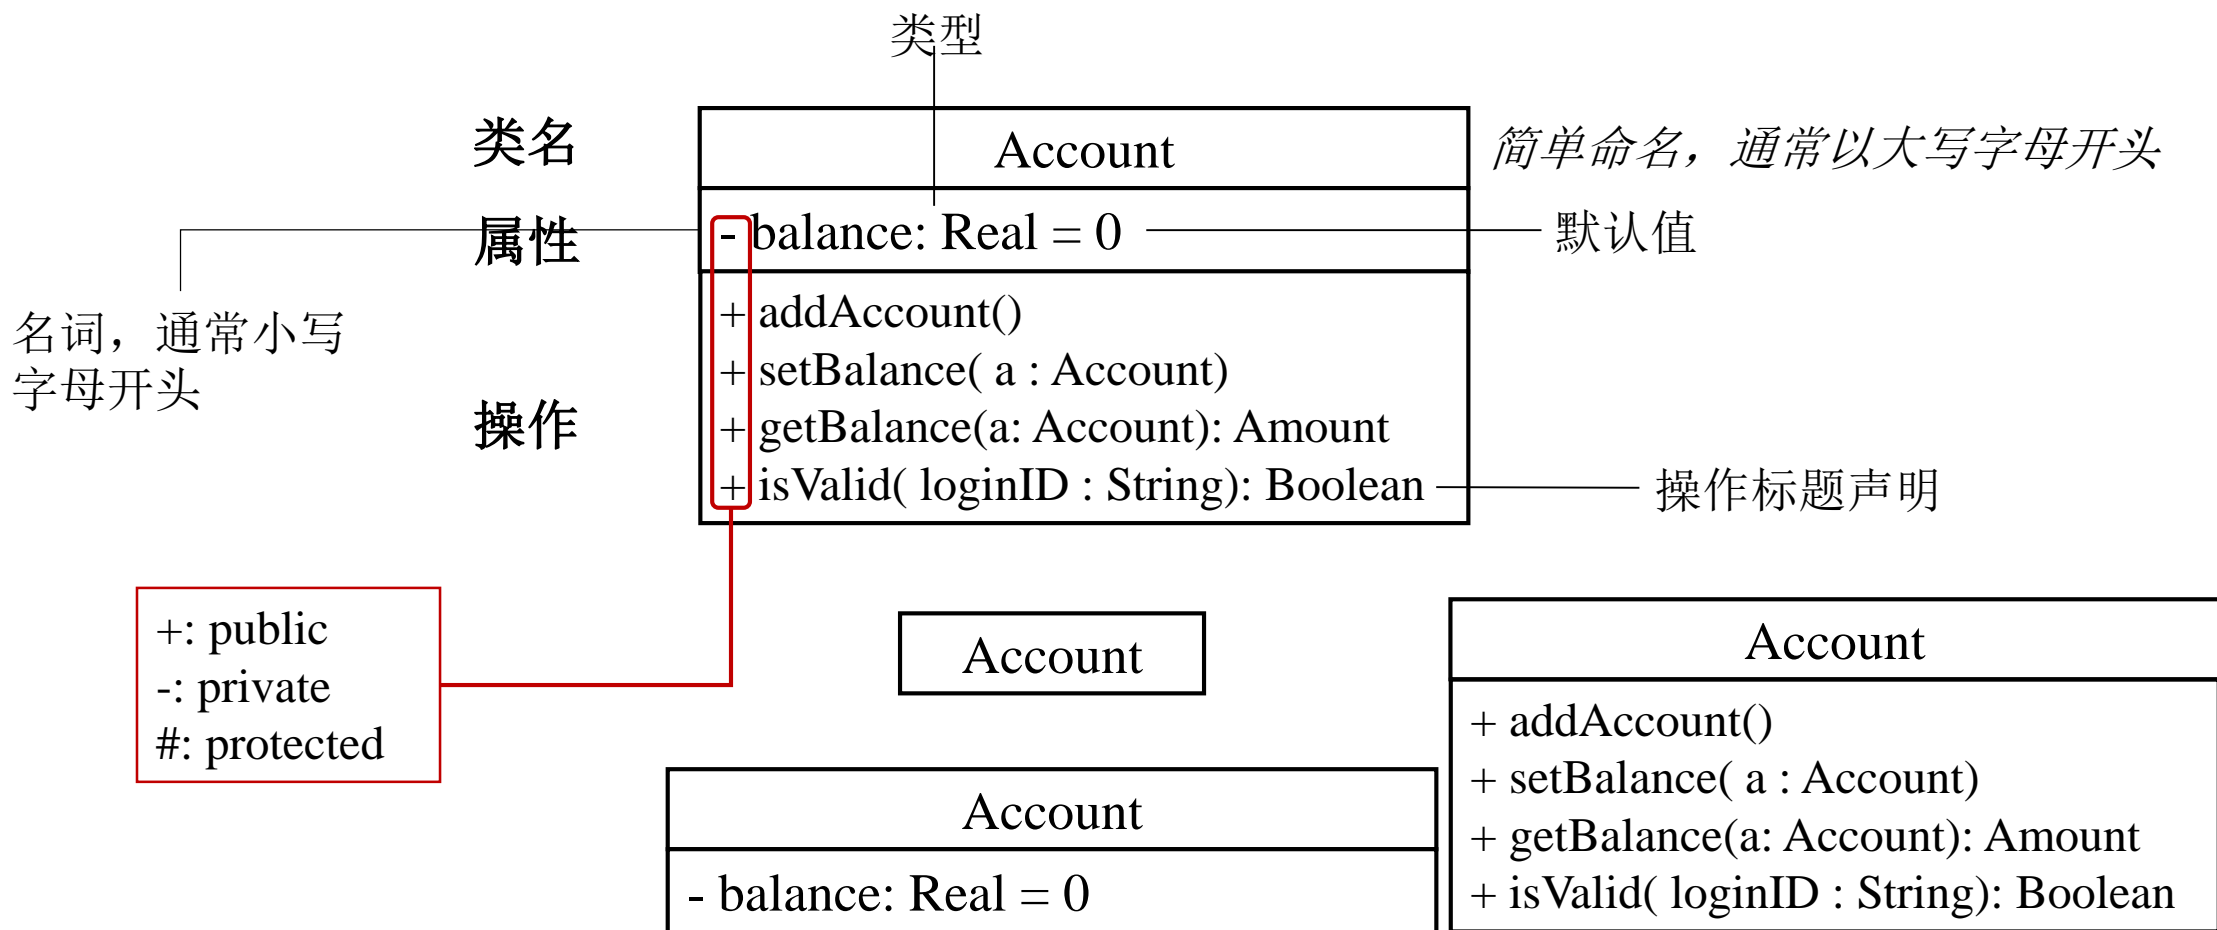 类型
类名
Account
简单命名，通常以大写字母开头
属性
- balance: Real = 0
默认值
名词，通常小写
字母开头
操作
+ addAccount()
+ setBalance( a : Account)
+ getBalance(a: Account): Amount
+ isValid( loginID : String): Boolean
操作标题声明
+: public
-: private
#: protected
Account
Account
- balance: Real = 0
Account
+ addAccount()
+ setBalance( a : Account)
+ getBalance(a: Account): Amount
+ isValid( loginID : String): Boolean